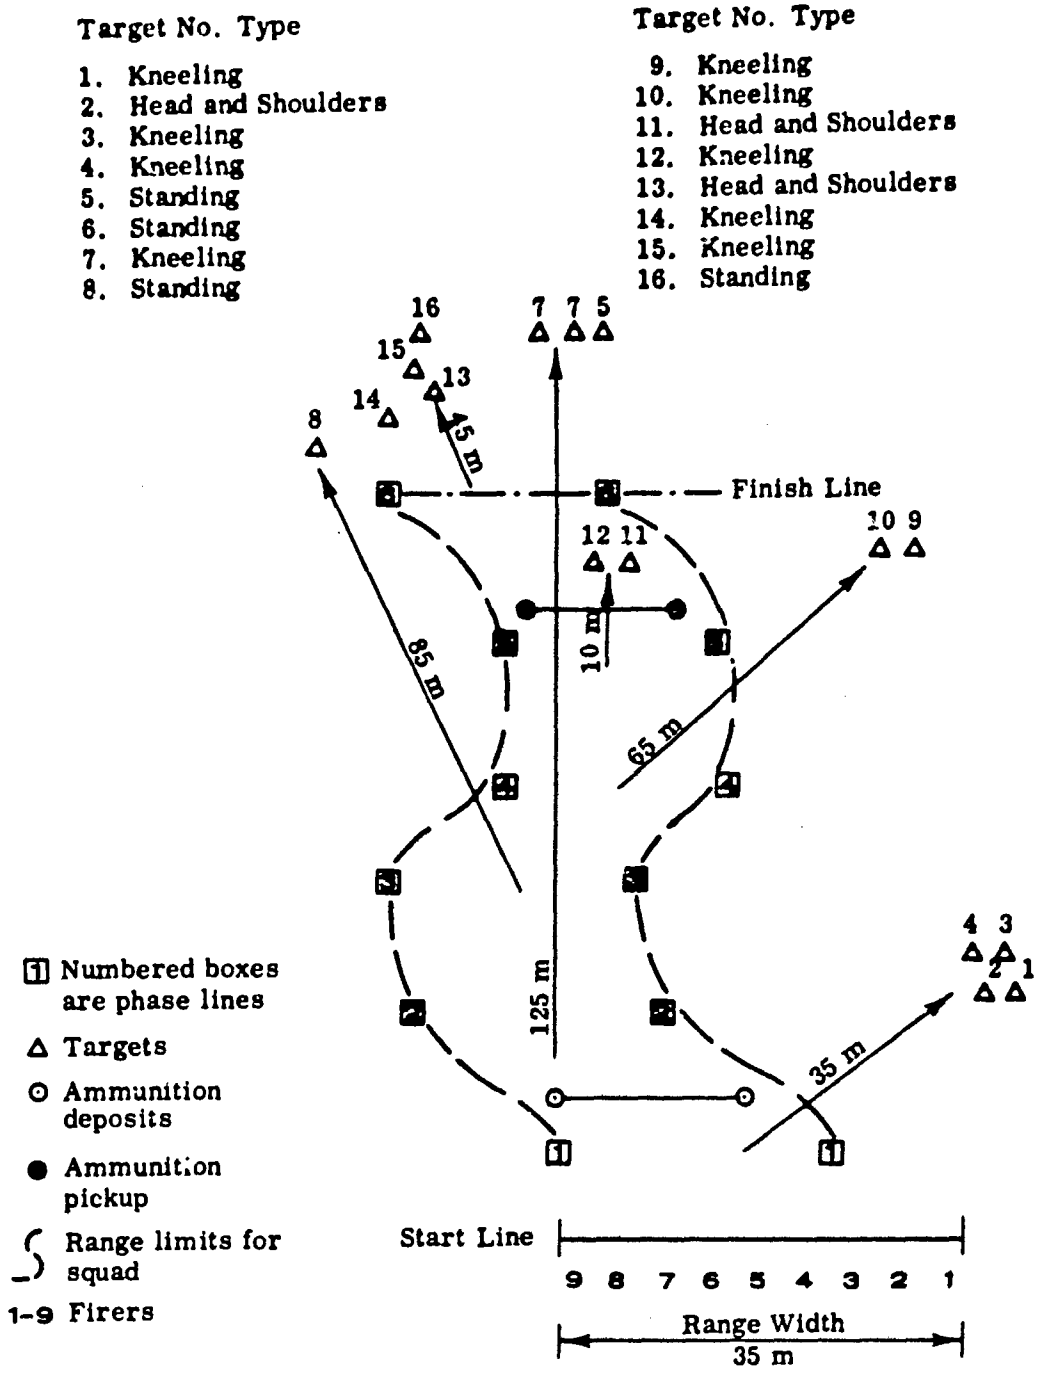 Target No. Type
1. Kneeling
2. Head and Shoulders
3. Kneeling
4. Kneeling
5. Standing
6. Standing
7. Kneeling
8. Standing
Target No. Type
9. Kneeling
10. Kneeling
11. Head and Shoulders
12. Kneeling
13. Head and Shoulders
14. Kneeling
15. Kneeling
16. Standing
16
7 7 5
15
13
14
8
45 m
Finish Line
10 9
12 11
10 m
85 m
65 m
4
4
4 3
2 1
125 m
35 m
1
1
1 Numbered boxes
are phase lines
Targets
Ammunition
deposits
Ammunition
pickup
Range limits for
squad
1-9 Firers
Start Line
9 8 7 6 5 4 3 2 1
Range Width
35 m